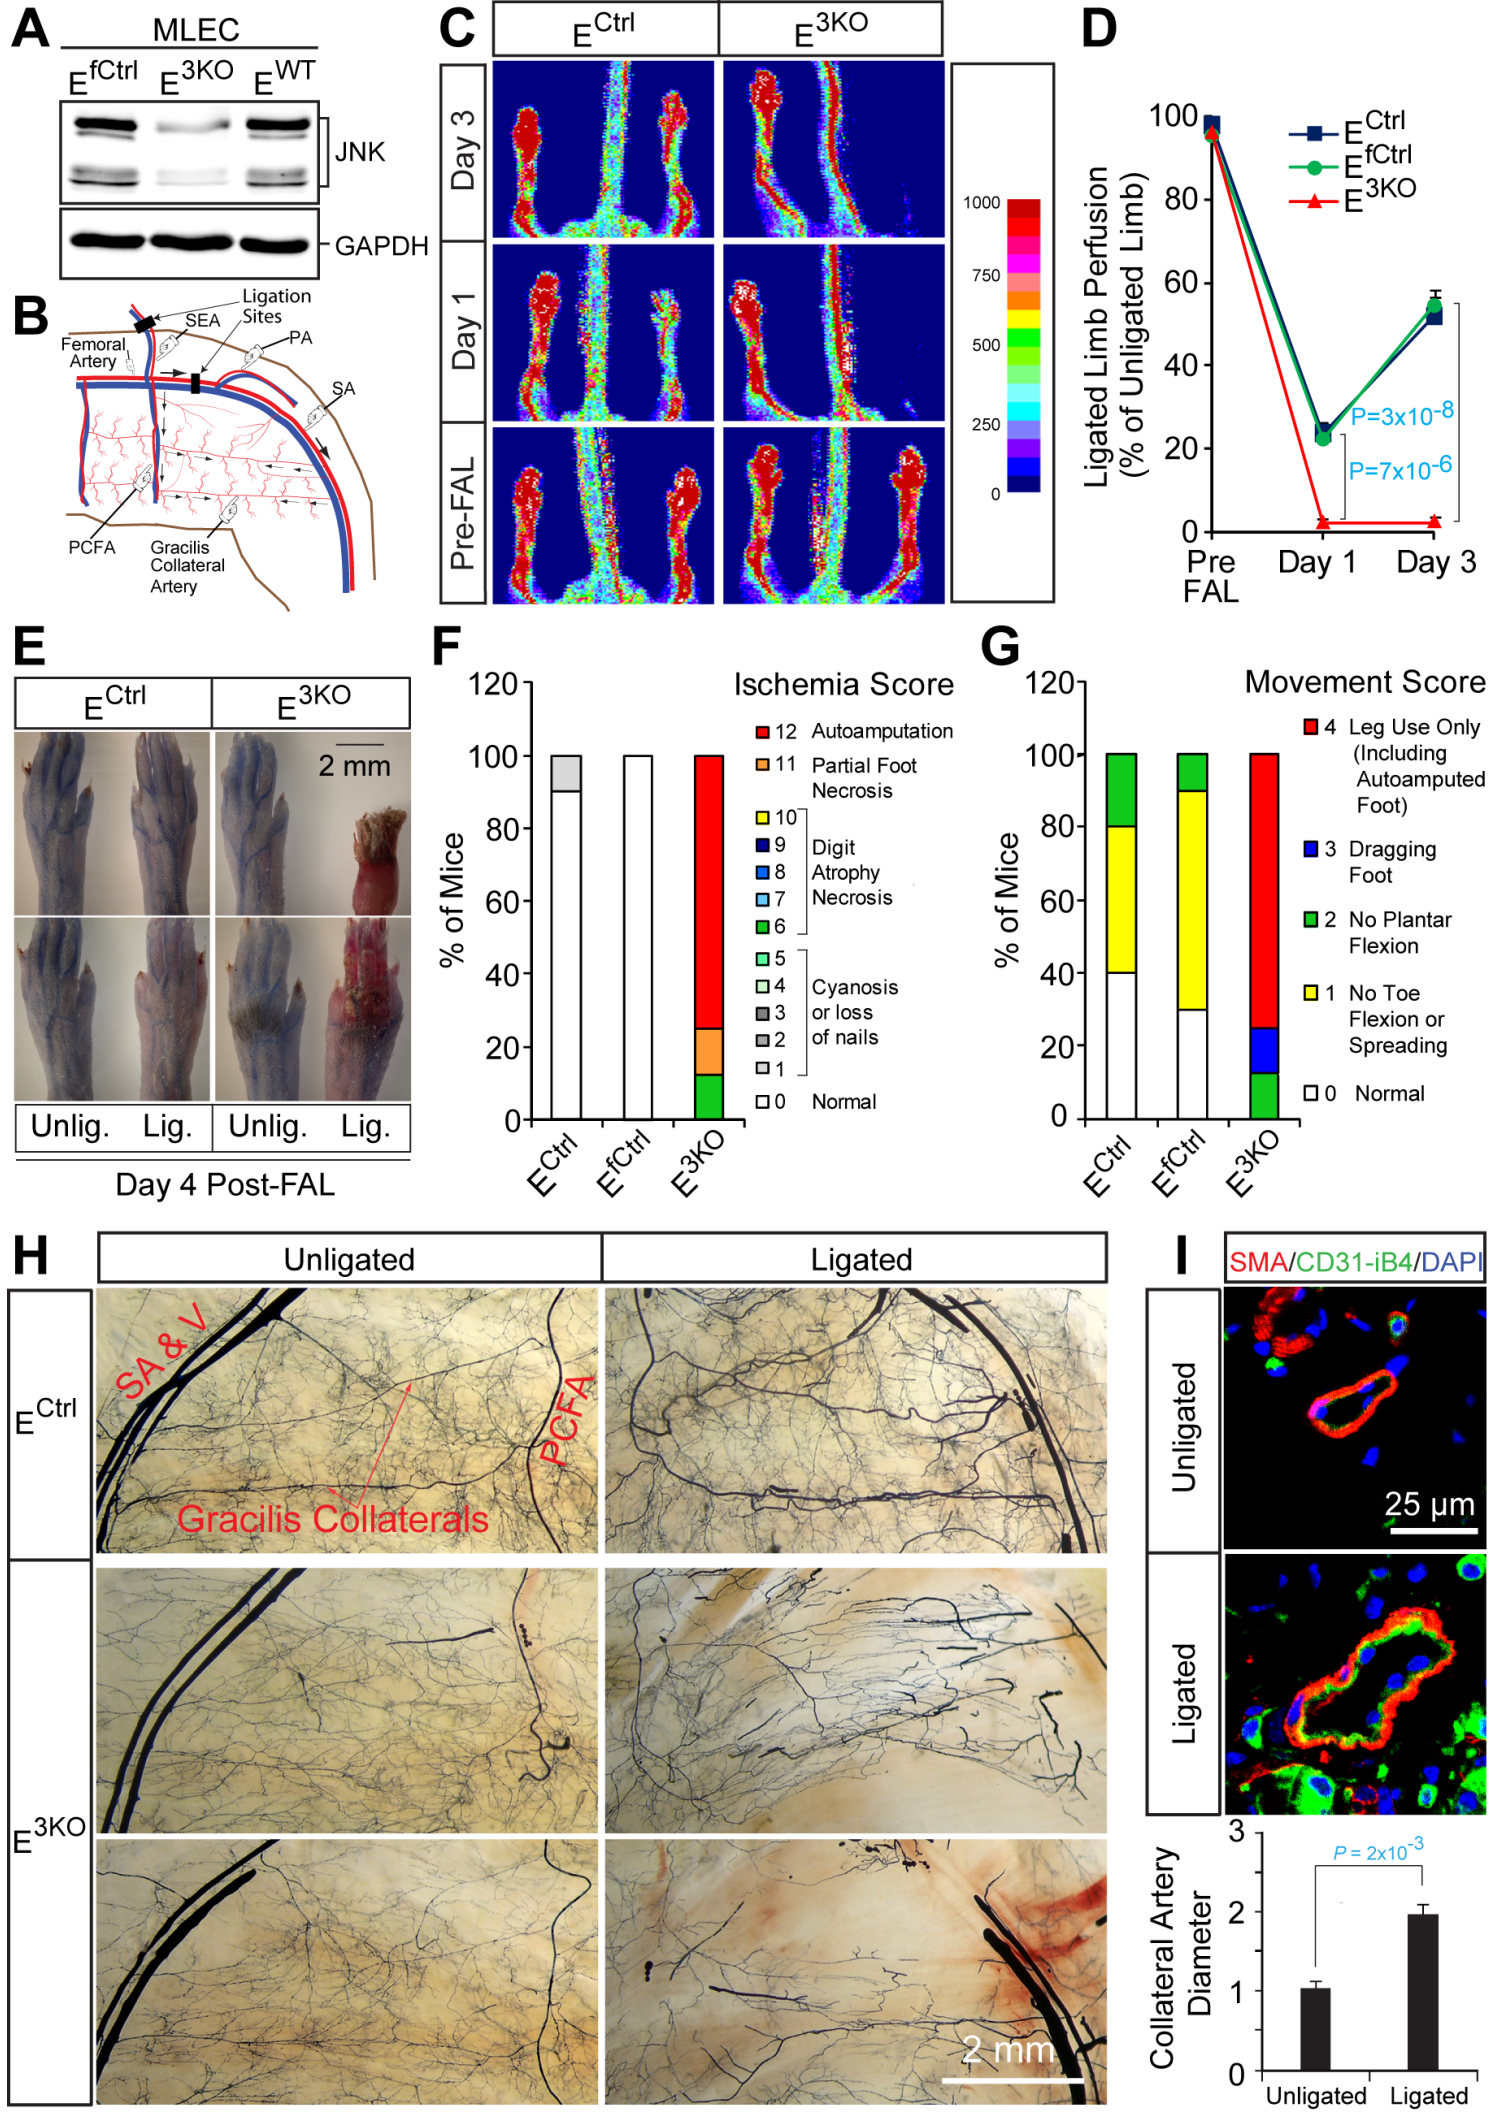 A
MLEC
EfCtrl E3KO EWT
JNK
GAPDH
B
Ligation
Sites
SEA
PA
Femoral
Artery
SA
PCFA
Gracilis
Collateral
Artery
C
ECtrl
E3KO
Day 3
Day 1
Pre-FAL
1000
750
500
250
0
D
Ligated Limb Perfusion
(% of Unligated Limb)
100
80
60
40
20
0
ECtrl
EfCtrl
E3KO
P=3x10-8
P=7x10-6
Pre
FAL
Day 1
Day 3
E
ECtrl
E3KO
2 mm
Unlig. Lig. Unlig. Lig.
Day 4 Post-FAL
F
% of Mice
120
100
80
60
40
20
0
ECtrl
EfCtrl
E3KO
Ischemia Score
12 Autoamputation
11 Partial Foot
Necrosis
10
9 Digit
8 Atrophy
7 Necrosis
6
5
4 Cyanosis
3 or loss
2 of nails
1
0 Normal
G
% of Mice
120
100
80
60
40
20
0
ECtrl
EfCtrl
E3KO
Movement Score
4 Leg Use Only
(Including
Autoamputed
Foot)
3 Dragging
Foot
2 No Plantar
Flexion
1 No Toe
Flexion or
Spreading
0 Normal
H
Unligated
Ligated
ECtrl
SA & V
PCFA
Gracilis Collaterals
E3KO
2 mm
I
SMA/CD31-iB4/DAPI
Unligated
25 µm
Ligated
Collateral Artery
Diameter
3
2
1
0
P = 2x10-3
Unligated Ligated